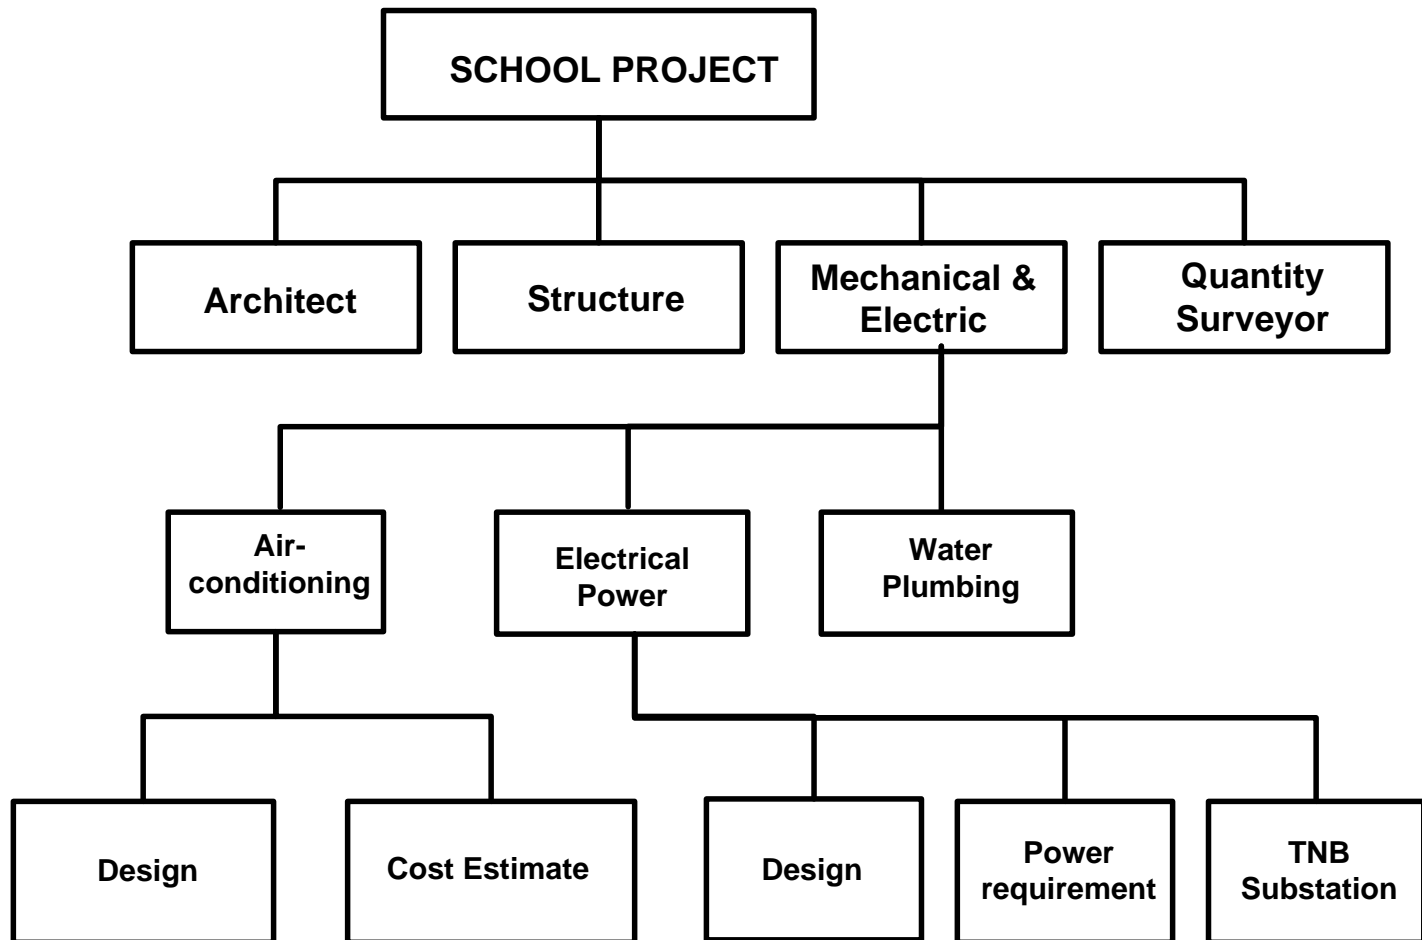 SCHOOL PROJECT
Architect
Structure
Mechanical &
Electric
Quantity
Surveyor
Air-
conditioning
Electrical
Power
Water
Plumbing
Design
Cost Estimate
Design
Power
requirement
TNB
Substation